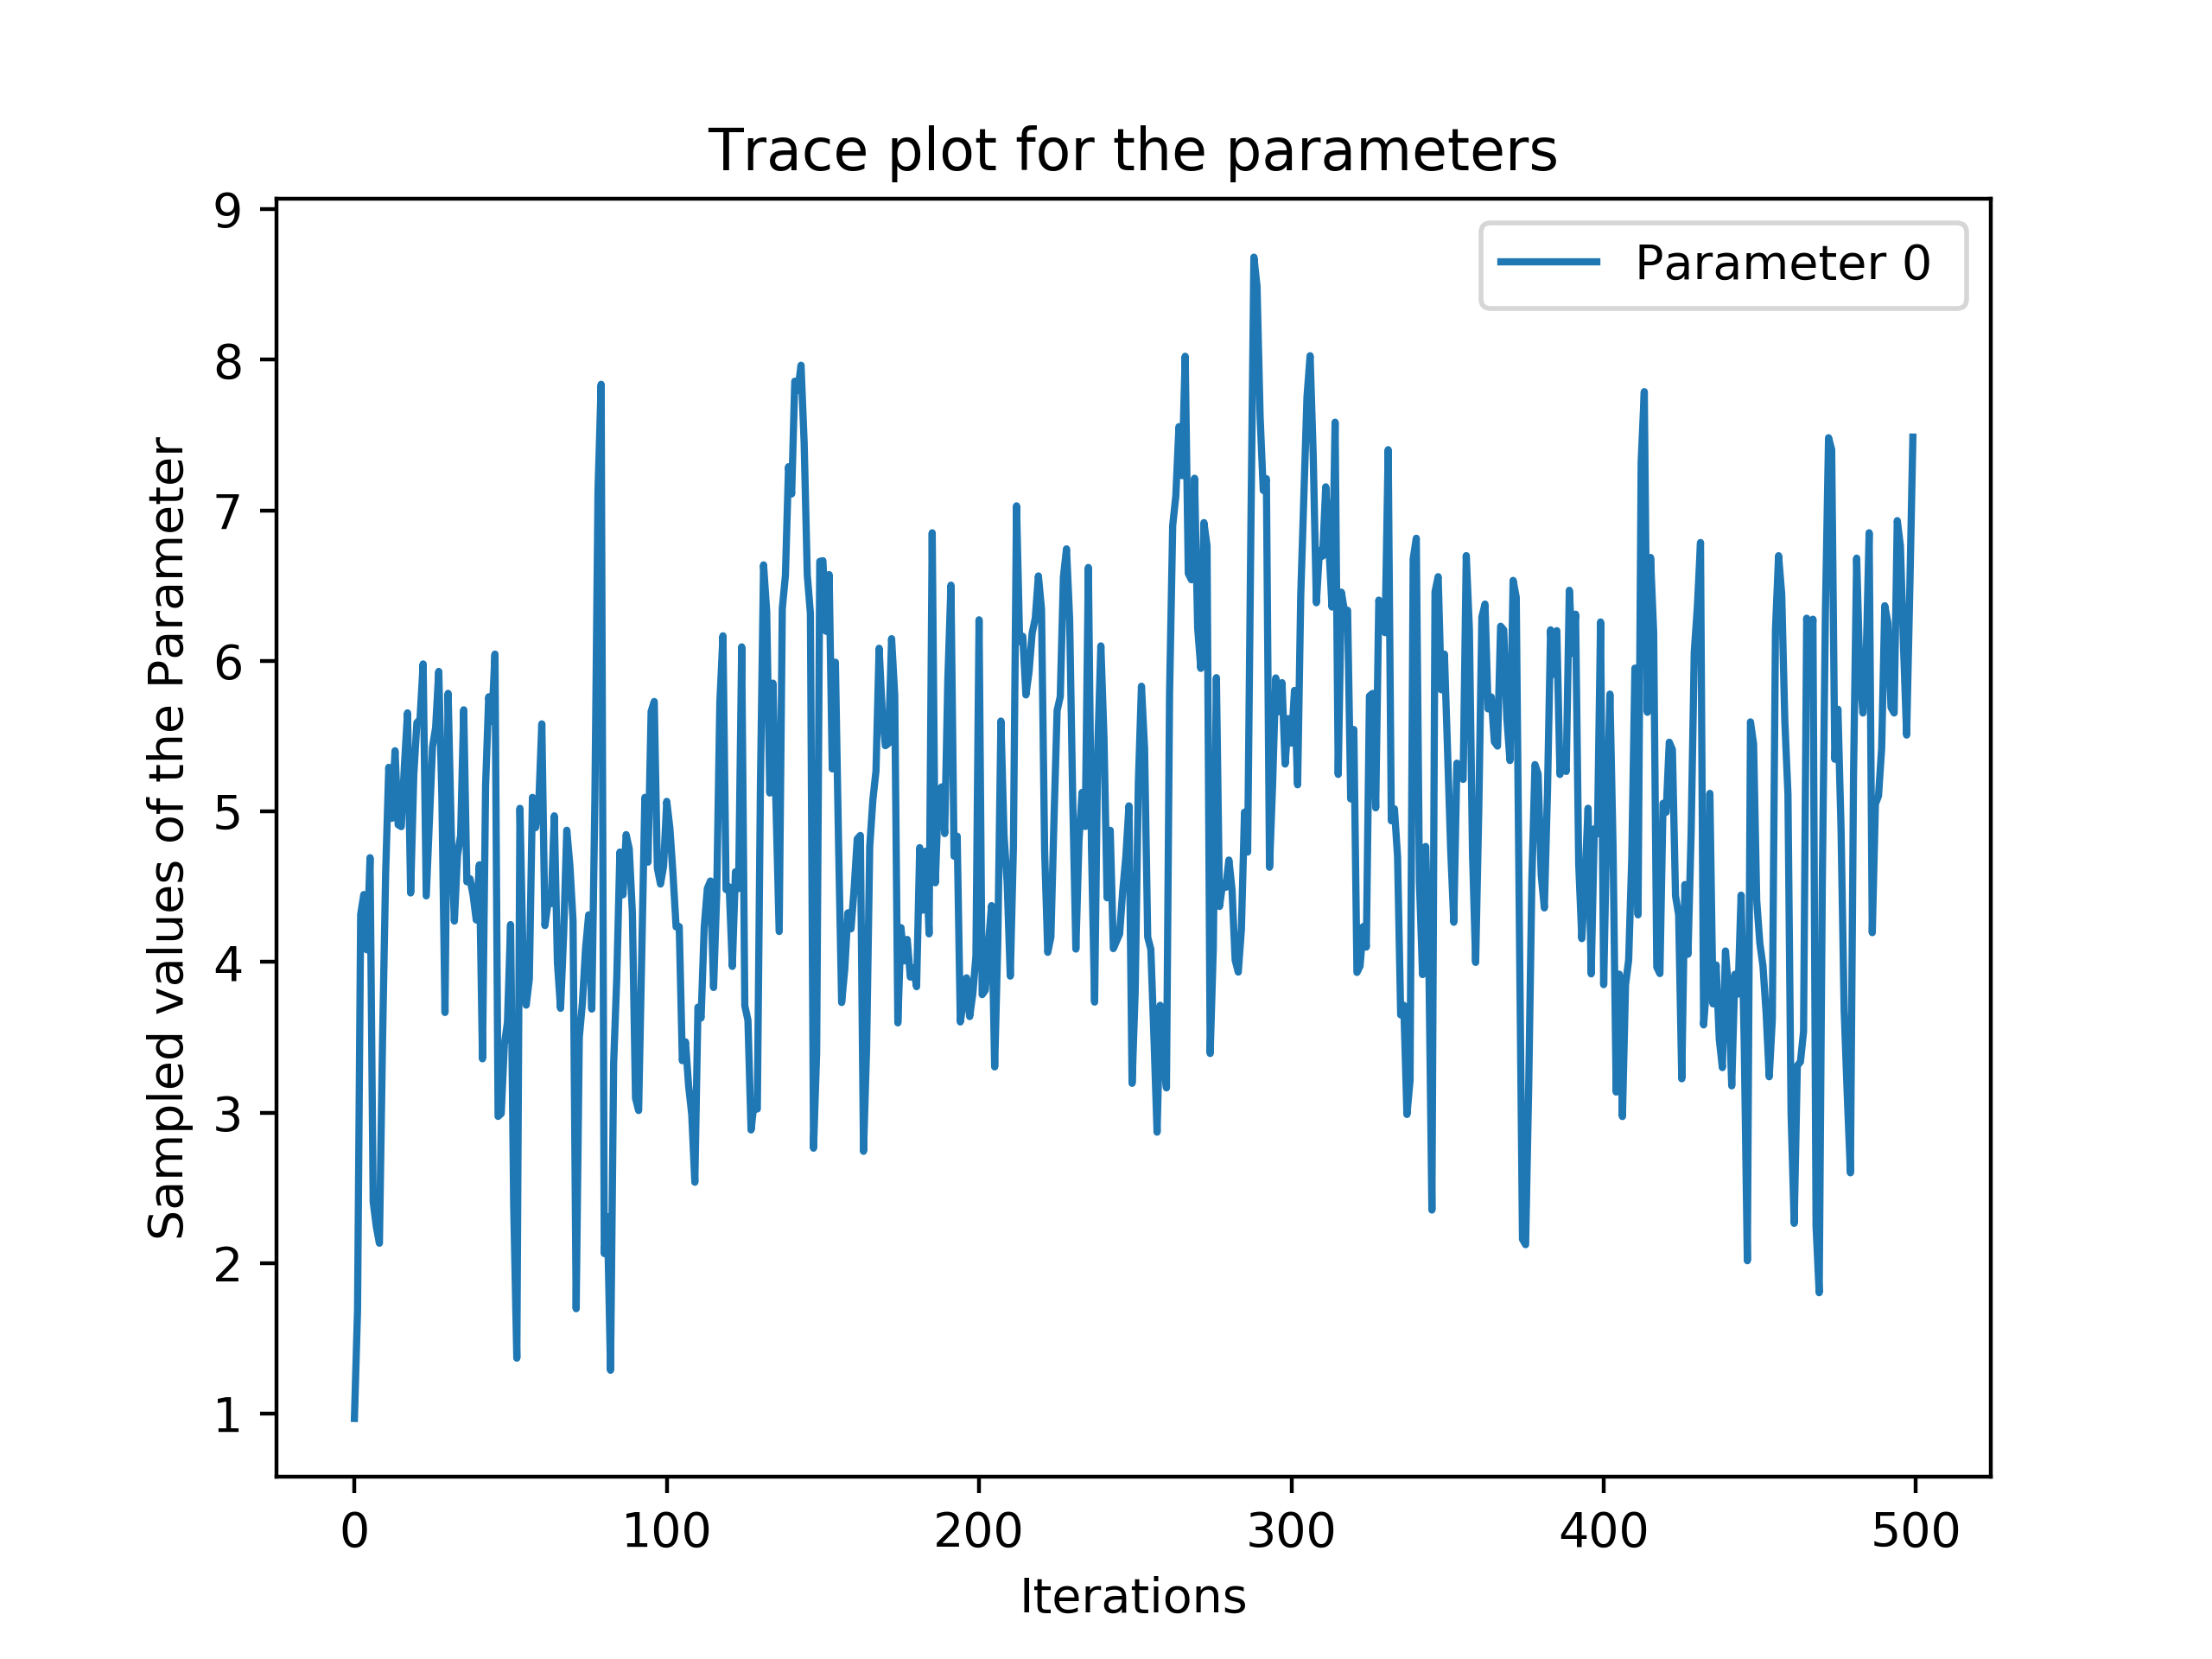 Trace plot for the parameters
Parameter 0
Sampled values of the Parameter
9
8
7
6
5
4
3
2
1
0 100 200 300 400 500
Iterations